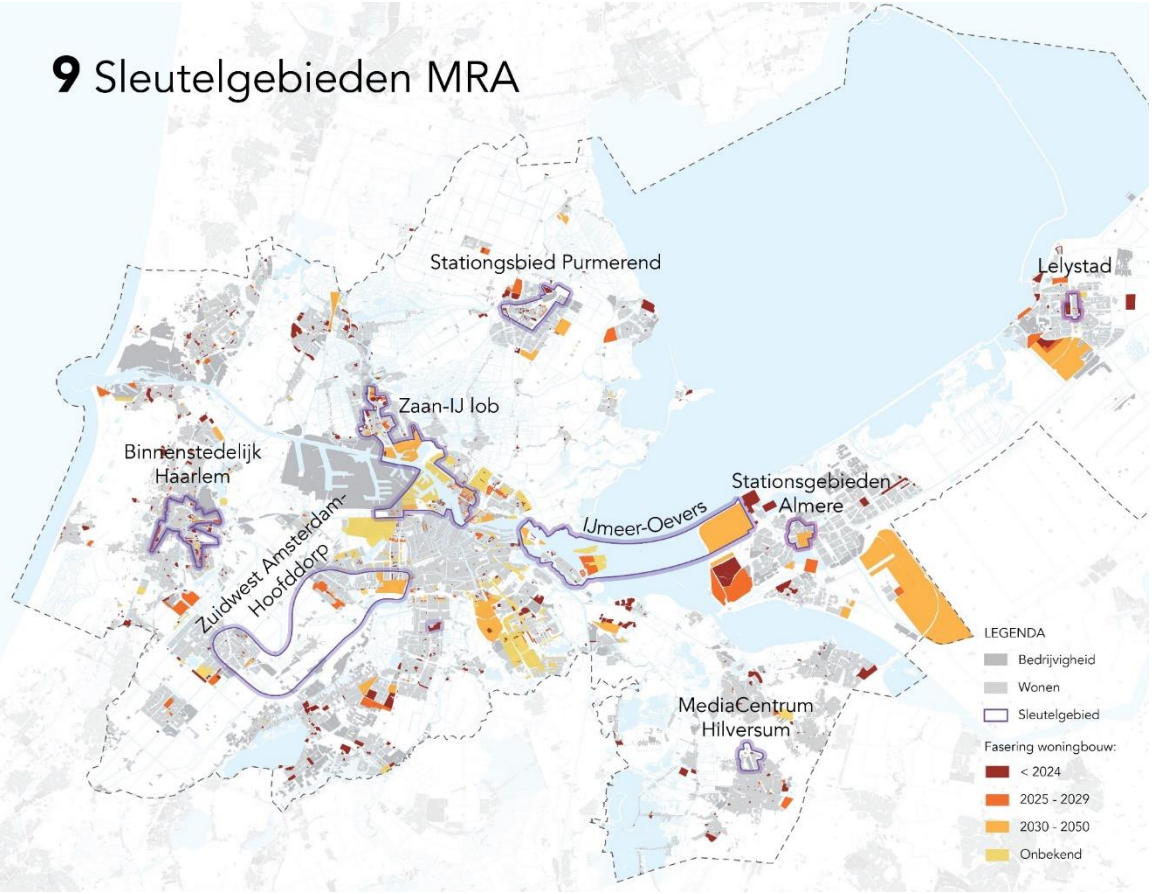 9 Sleutelgebieden MRA
Stationgsbied Purmerend
Lelystad
Zaan-IJ lob
Binnenstedelijk
Haarlem
Stationsgebieden
Almere
IJmeer-Oevers
Zuidwest Amsterdam-
Hoofddorp
MediaCentrum
Hilversum
LEGENDA
Bedrijvigheid
Wonen
Sleutelgebied
Fasering woningbouw:
< 2024
2025 - 2029
2030 - 2050
Onbekend